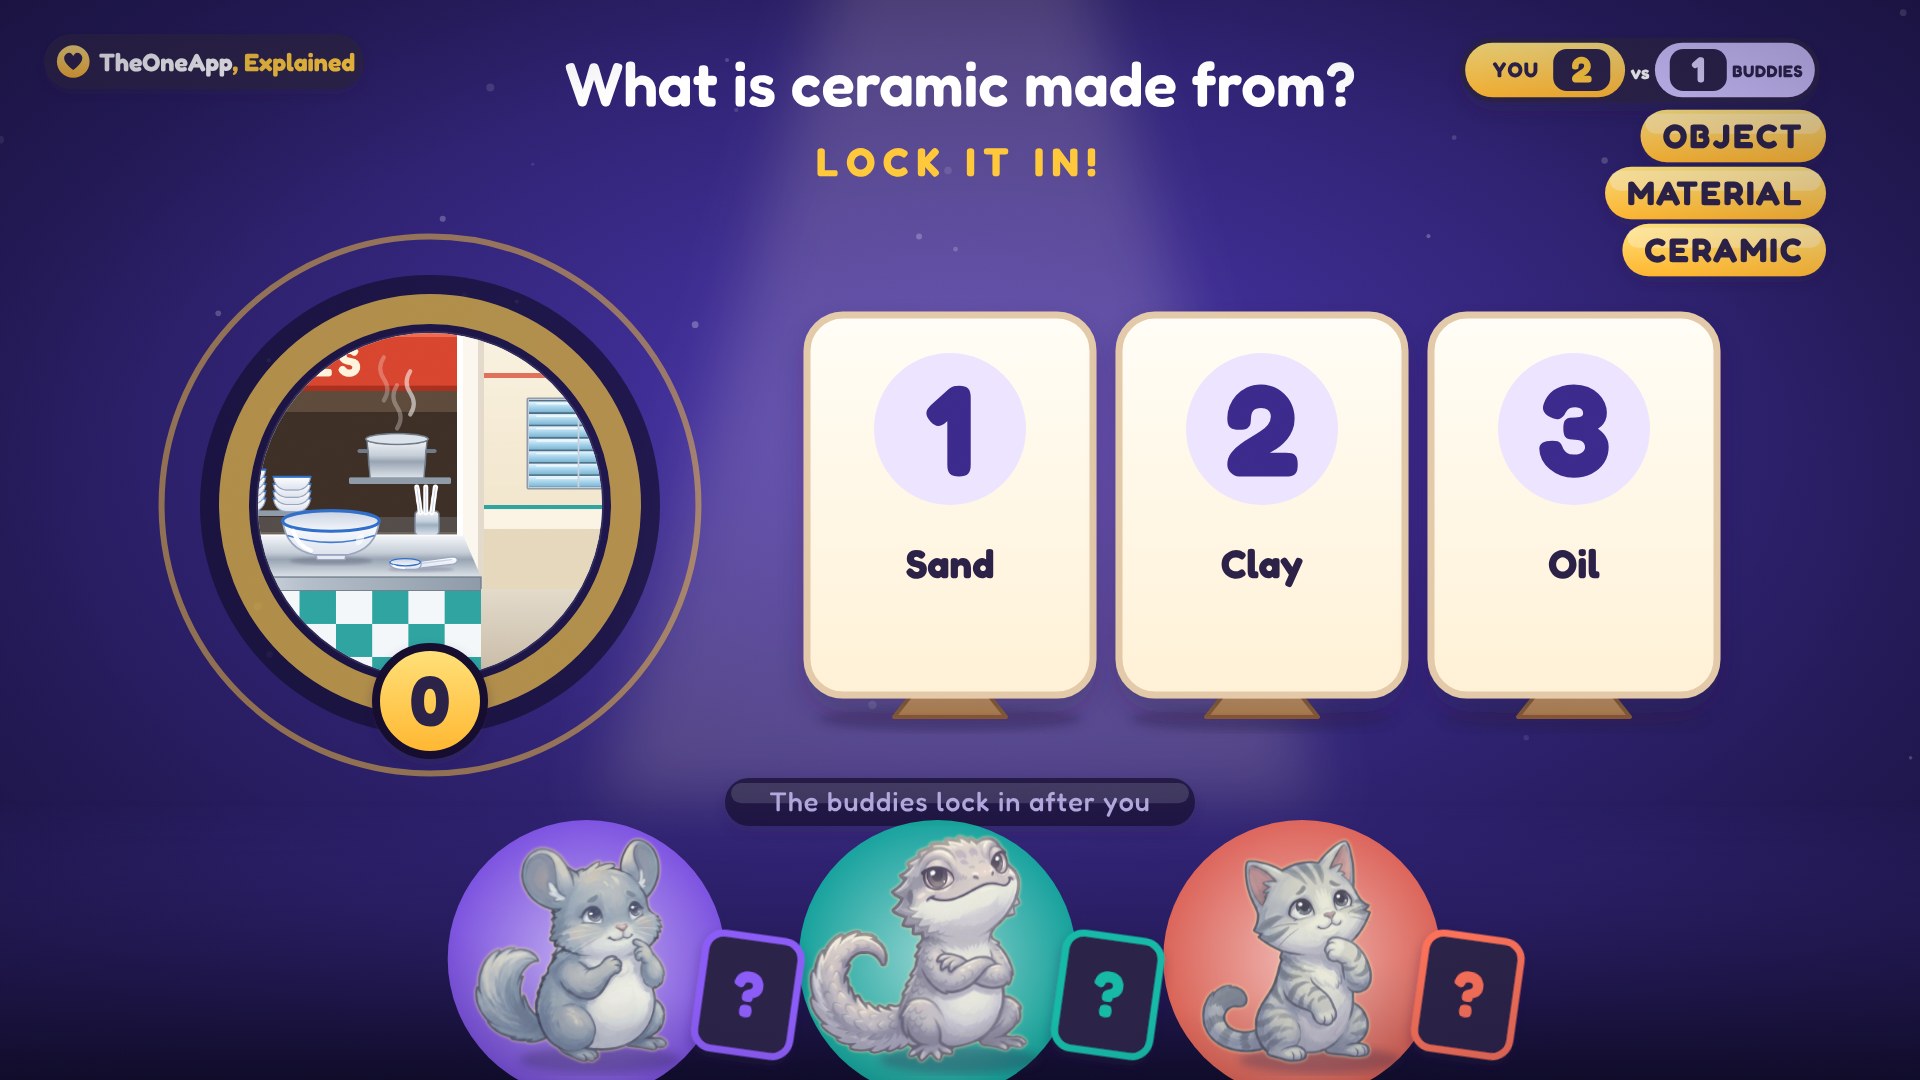 TheOneApp, Explained
What is ceramic made from?
LOCK IT IN!
YOU 2 vs 1 BUDDIES
OBJECT
MATERIAL
CERAMIC
S
1
2
3
Sand
Clay
Oil
0
The buddies lock in after you
?
?
?